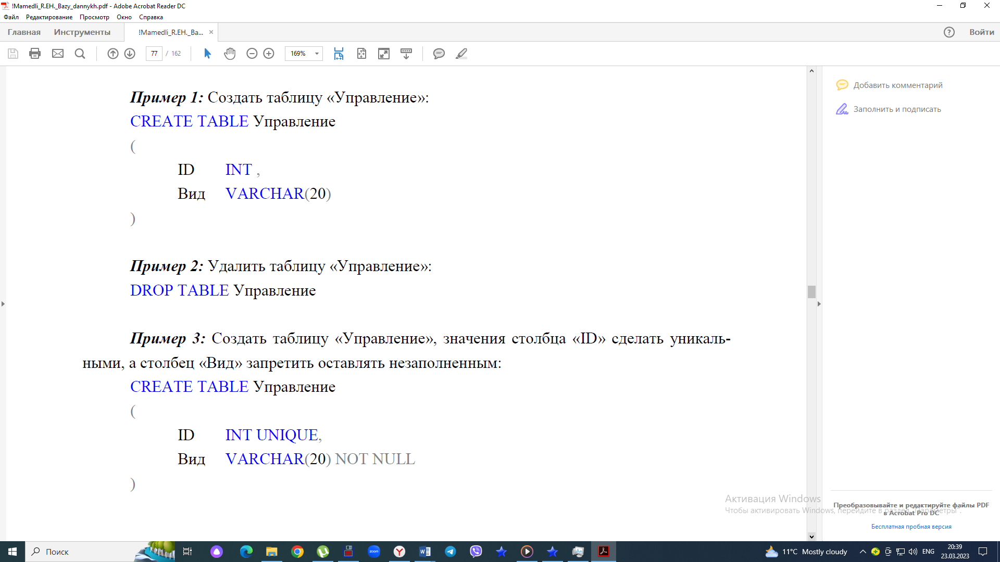 !Mamedli_R.EH._Bazy_dannykh.pdf - Adobe Acrobat Reader DC
Файл Редактирование Просмотр Окно Справка
Главная Инструменты !Mamedli_R.EH._Ba... × Войти
77 / 162 169%
Пример 1: Создать таблицу «Управление»:
CREATE TABLE Управление
(
ID INT ,
Вид VARCHAR(20)
)
Пример 2: Удалить таблицу «Управление»:
DROP TABLE Управление
Пример 3: Создать таблицу «Управление», значения столбца «ID» сделать уникаль-
ными, а столбец «Вид» запретить оставлять незаполненным:
CREATE TABLE Управление
(
ID INT UNIQUE,
Вид VARCHAR(20) NOT NULL
)
Добавить комментарий
Заполнить и подписать
Активация Windows
Чтобы активировать Windows, перейдите в раздел "Параметры".
Преобразовывайте и редактируйте файлы PDF
в Acrobat Pro DC
Бесплатная пробная версия
Поиск
zoom
11°C Mostly cloudy
ENG
20:39
23.03.2023